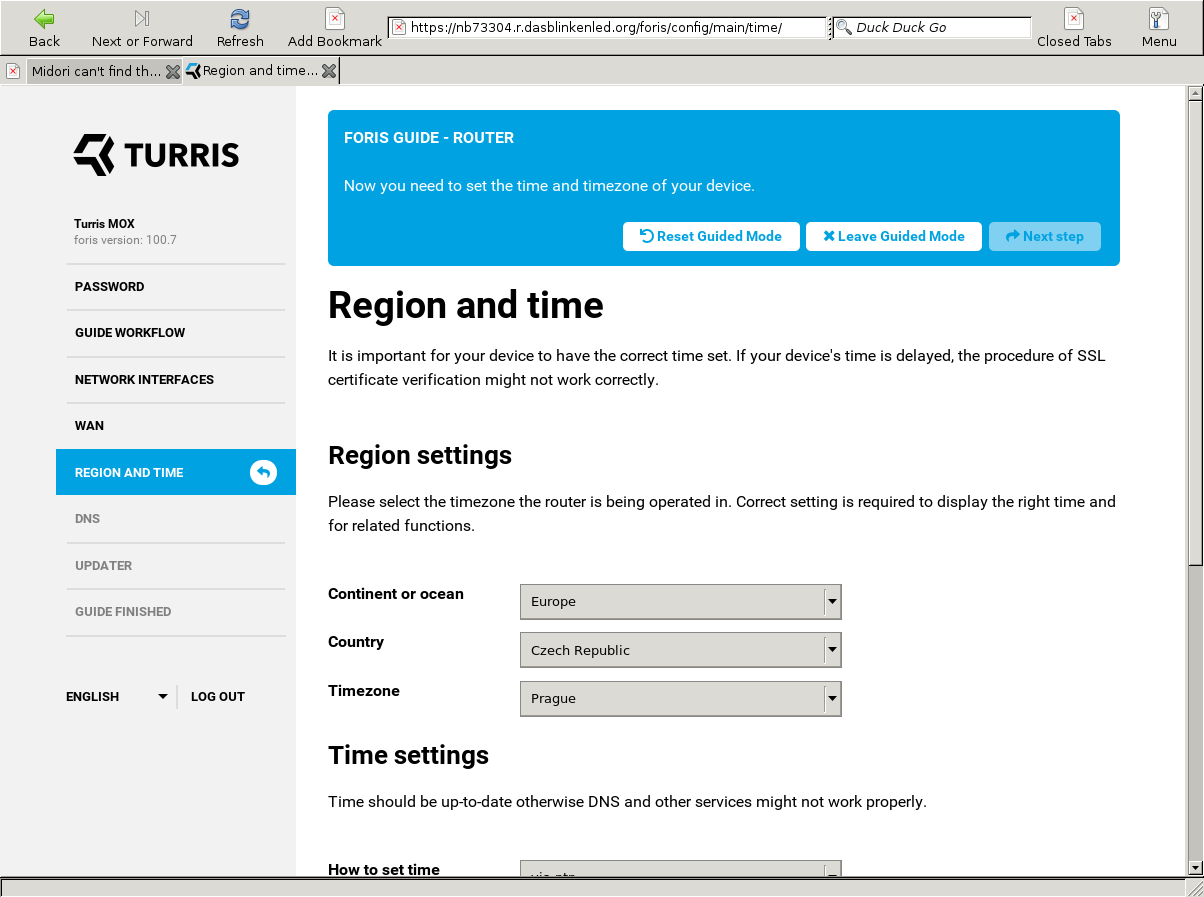 Back
Next or Forward
Refresh
Add Bookmark
https://nb73304.r.dasblinkenled.org/foris/config/main/time/
Duck Duck Go
Closed Tabs
Menu
Midori can't find th...
Region and time...
TURRIS
Turris MOX
foris version: 100.7
PASSWORD
GUIDE WORKFLOW
NETWORK INTERFACES
WAN
REGION AND TIME
DNS
UPDATER
GUIDE FINISHED
ENGLISH
LOG OUT
FORIS GUIDE - ROUTER
Now you need to set the time and timezone of your device.
Reset Guided Mode
Leave Guided Mode
Next step
Region and time
It is important for your device to have the correct time set. If your device's time is delayed, the procedure of SSL
certificate verification might not work correctly.
Region settings
Please select the timezone the router is being operated in. Correct setting is required to display the right time and
for related functions.
Continent or ocean
Europe
Country
Czech Republic
Timezone
Prague
Time settings
Time should be up-to-date otherwise DNS and other services might not work properly.
How to set time
via ntp